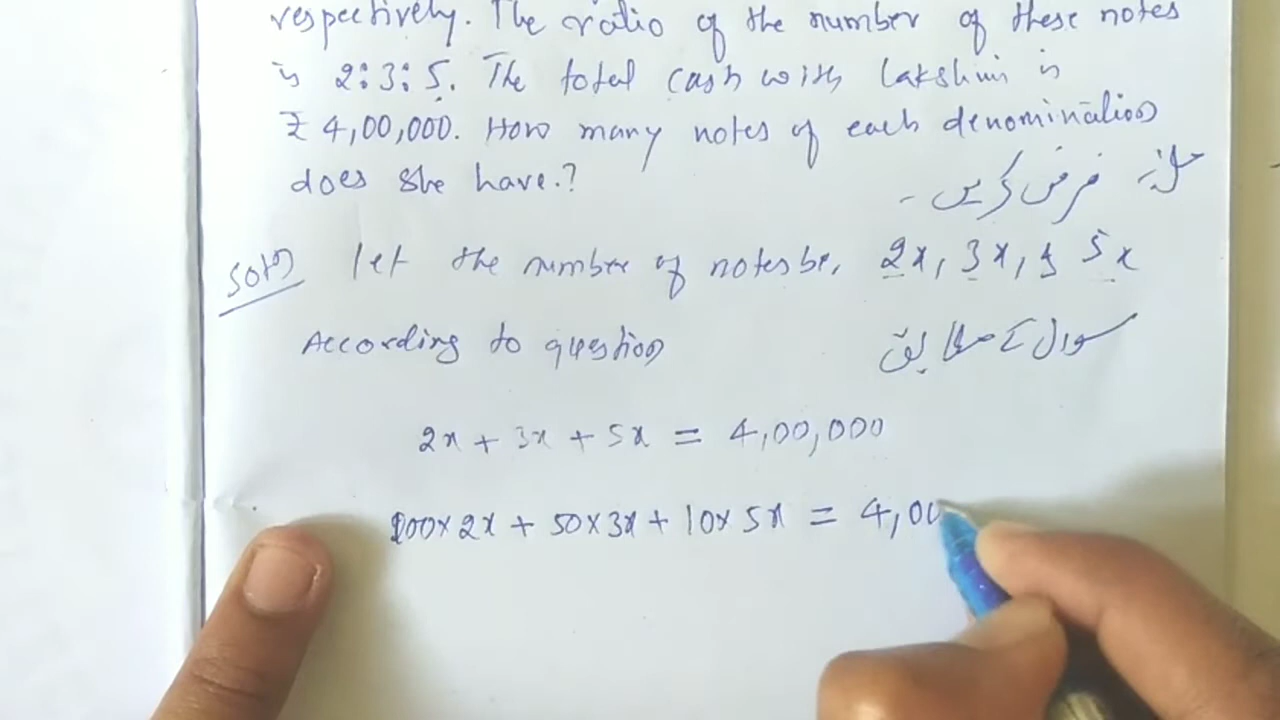 respectively. The ratio of the number of these notes
is 2:3:5. The total cash with Lakshmi is
₹ 4,00,000. How many notes of each denomination
does she have.?
فرض کریں۔
Soln let the number of notes be, 2x, 3x, & 5x
According to question سوال کے مطابق
2x + 3x + 5x = 4,00,000
100×2x + 50×3x + 10×5x = 4,00